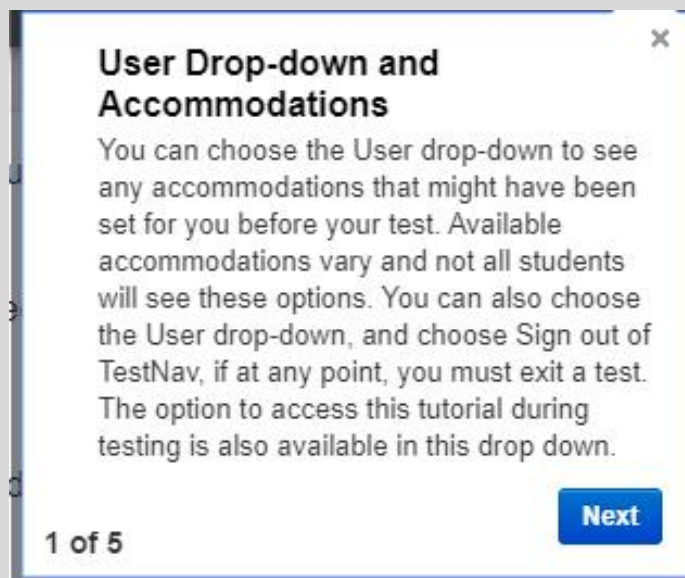 ×
User Drop-down and
Accommodations
You can choose the User drop-down to see
any accommodations that might have been
set for you before your test. Available
accommodations vary and not all students
will see these options. You can also choose
the User drop-down, and choose Sign out of
TestNav, if at any point, you must exit a test.
The option to access this tutorial during
testing is also available in this drop down.
Next
1 of 5